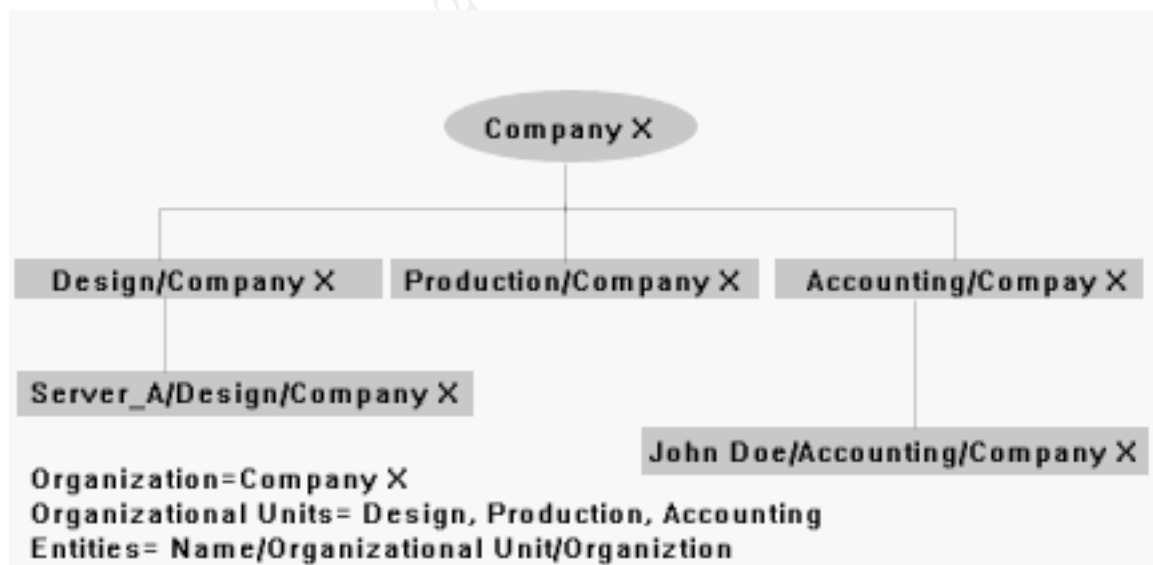 Company X
Design/Company X
Production/Company X
Accounting/Compay X
Server_A/Design/Company X
John Doe/Accounting/Company X
Organization=Company X
Organizational Units= Design, Production, Accounting
Entities= Name/Organizational Unit/Organiztion